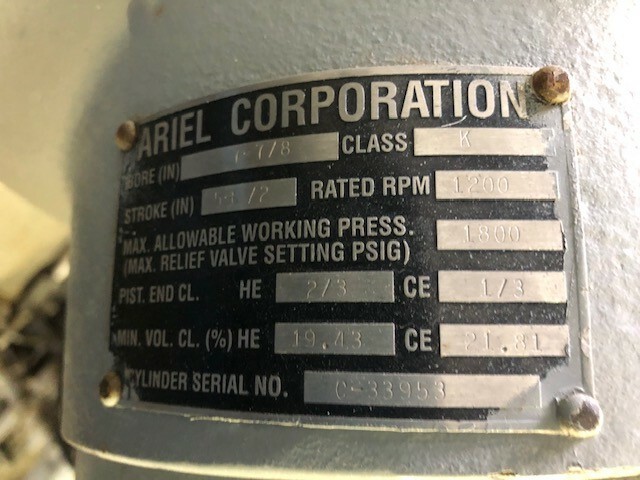 ARIEL CORPORATION
BORE (IN) 7/8 CLASS K
STROKE (IN) RATED RPM 1200
MAX. ALLOWABLE WORKING PRESS. 1800
(MAX. RELIEF VALVE SETTING PSIG)
PIST. END CL. HE 2/3 CE 1/3
MIN. VOL. CL. (%) HE 19.43 CE 21.81
CYLINDER SERIAL NO. C-33953